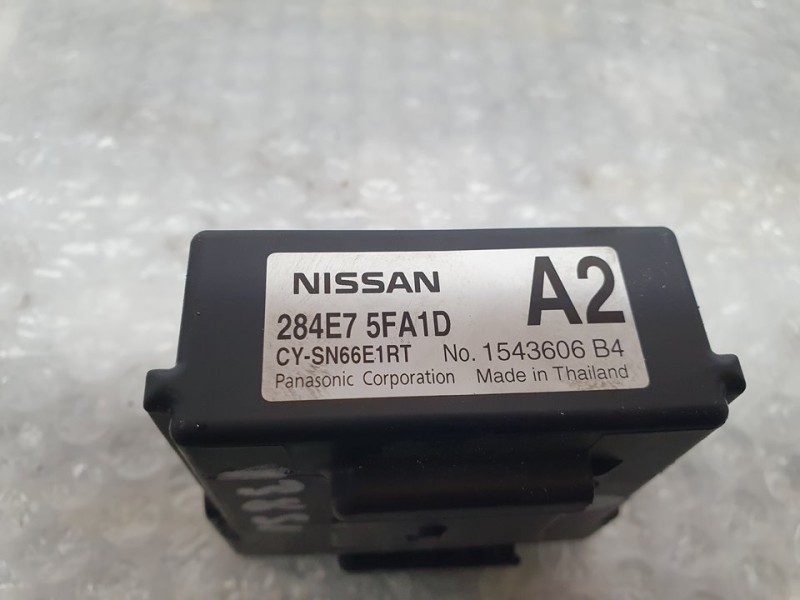 NISSAN A2
284E7 5FA1D
CY-SN66E1RT No. 1543606 B4
Panasonic Corporation Made in Thailand